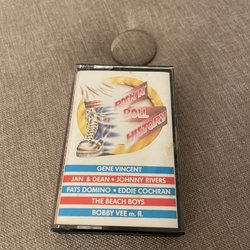 ROCK'N
ROLL
HISTORY
GENE VINCENT
JAN & DEAN • JOHNNY RIVERS
FATS DOMINO • EDDIE COCHRAN
THE BEACH BOYS
BOBBY VEE m. fl.